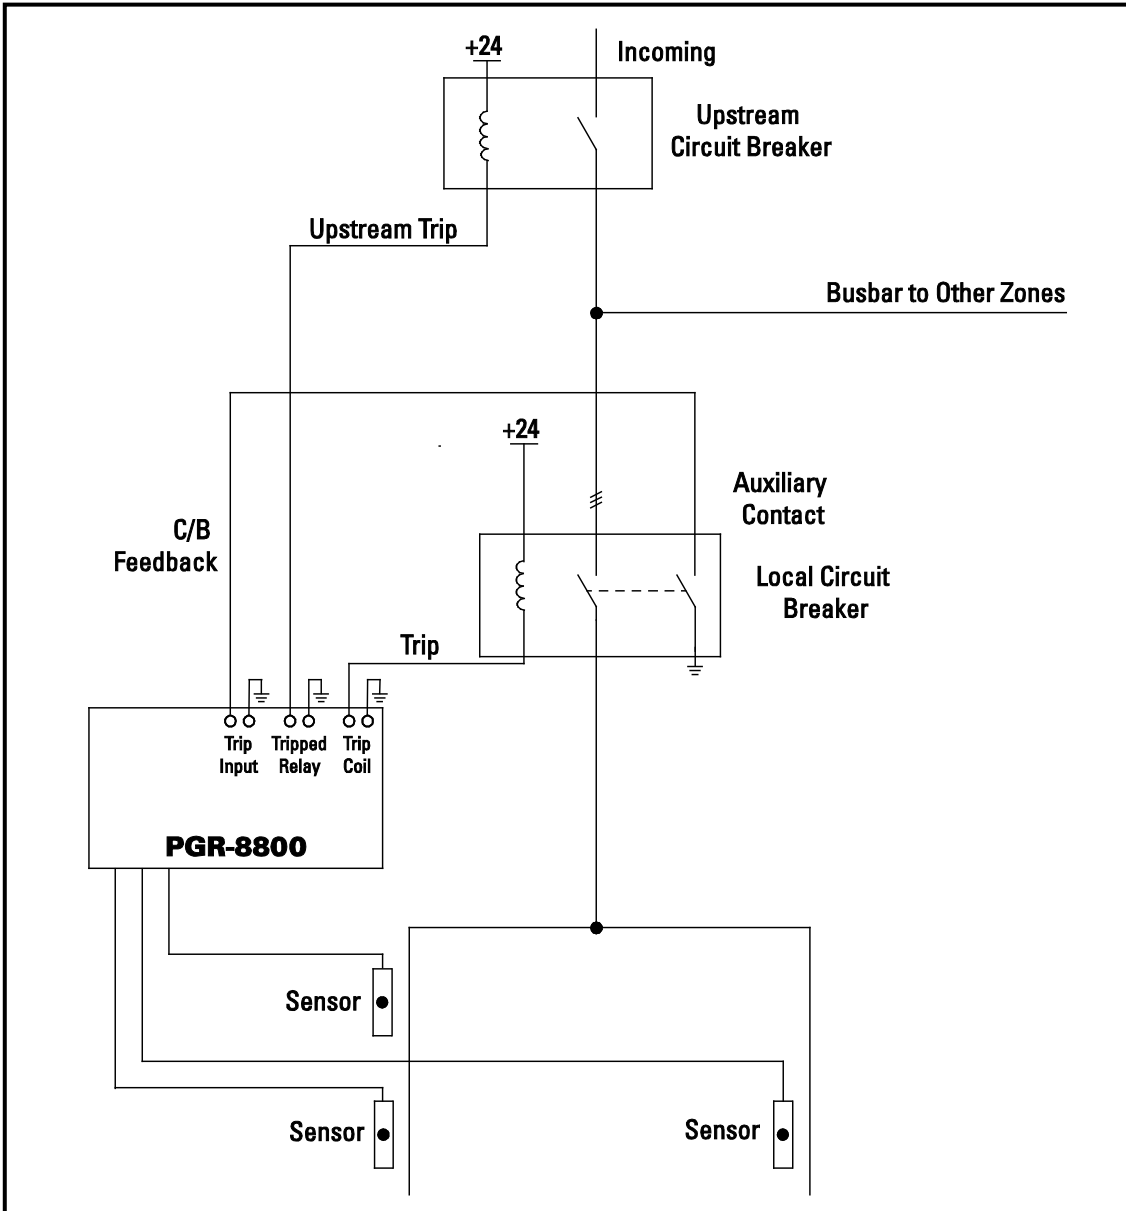 +24
Incoming
Upstream
Circuit Breaker
Upstream Trip
Busbar to Other Zones
+24
Auxiliary
Contact
C/B
Feedback
Local Circuit
Breaker
Trip
Trip
Input
Tripped
Relay
Trip
Coil
PGR-8800
Sensor
Sensor
Sensor